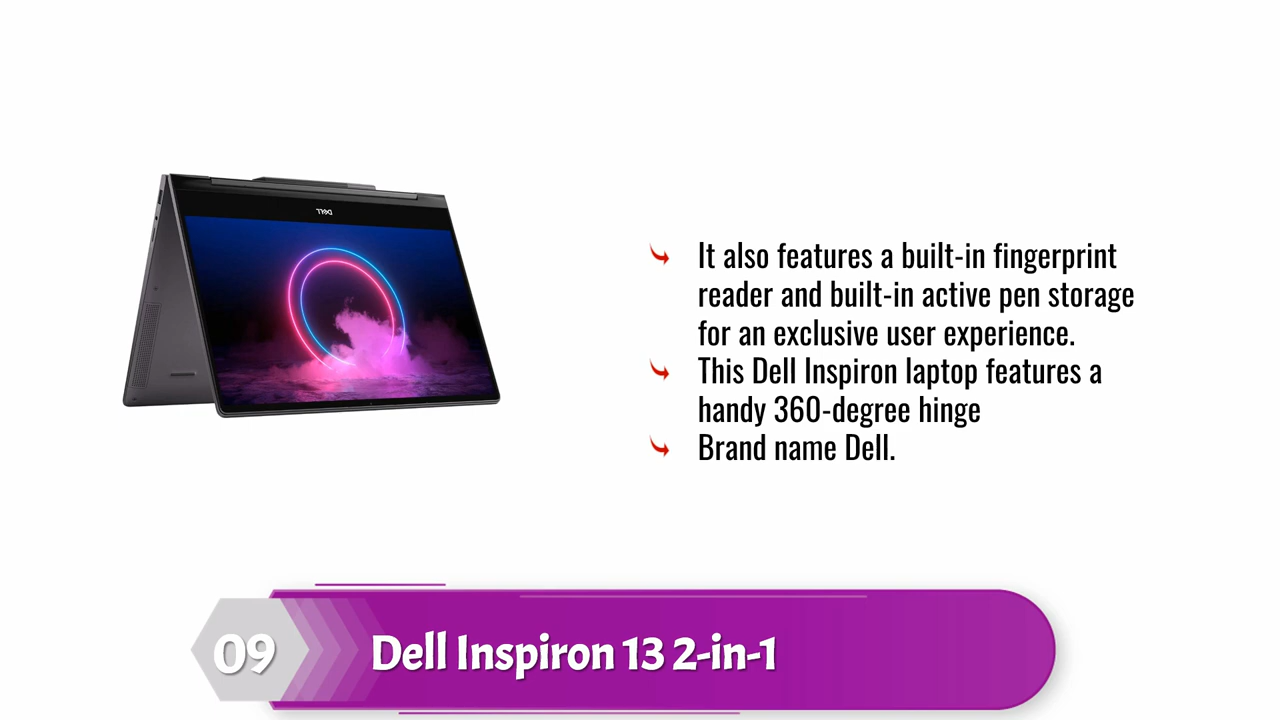 DELL
It also features a built-in fingerprint
reader and built-in active pen storage
for an exclusive user experience.
This Dell Inspiron laptop features a
handy 360-degree hinge
Brand name Dell.
09
Dell Inspiron 13 2-in-1